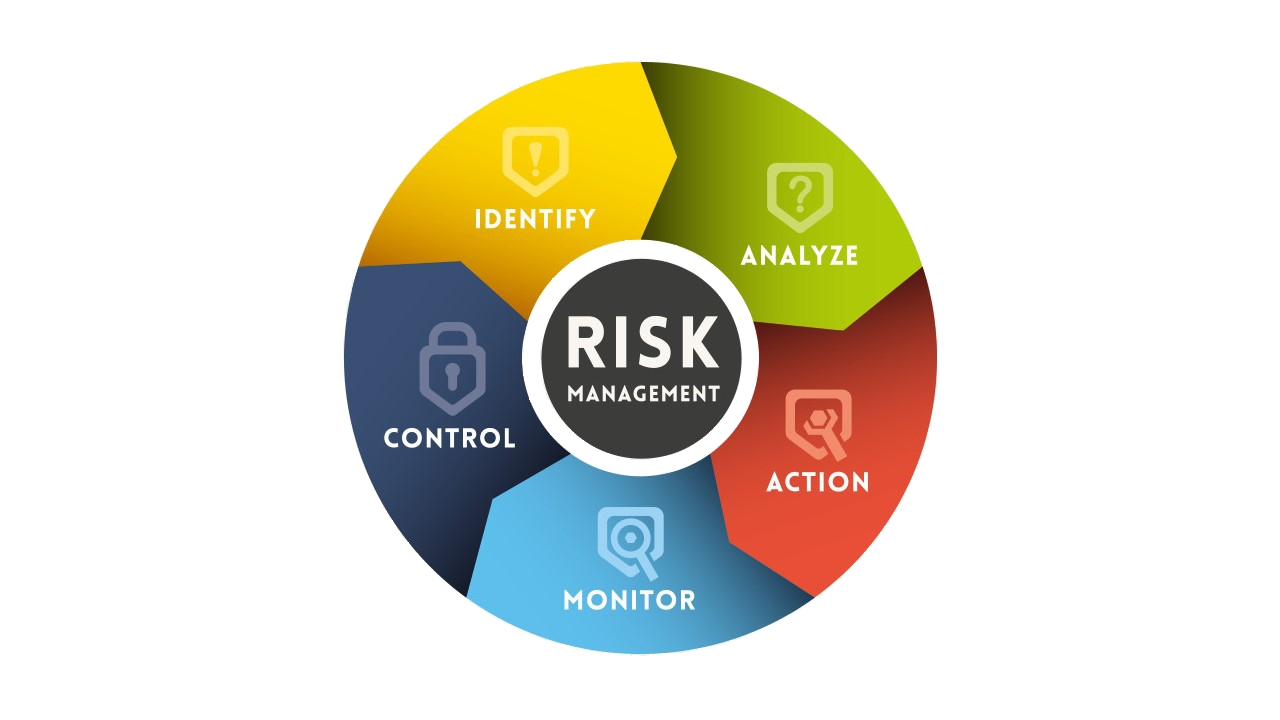 IDENTIFY
ANALYZE
RISK
MANAGEMENT
CONTROL
ACTION
MONITOR